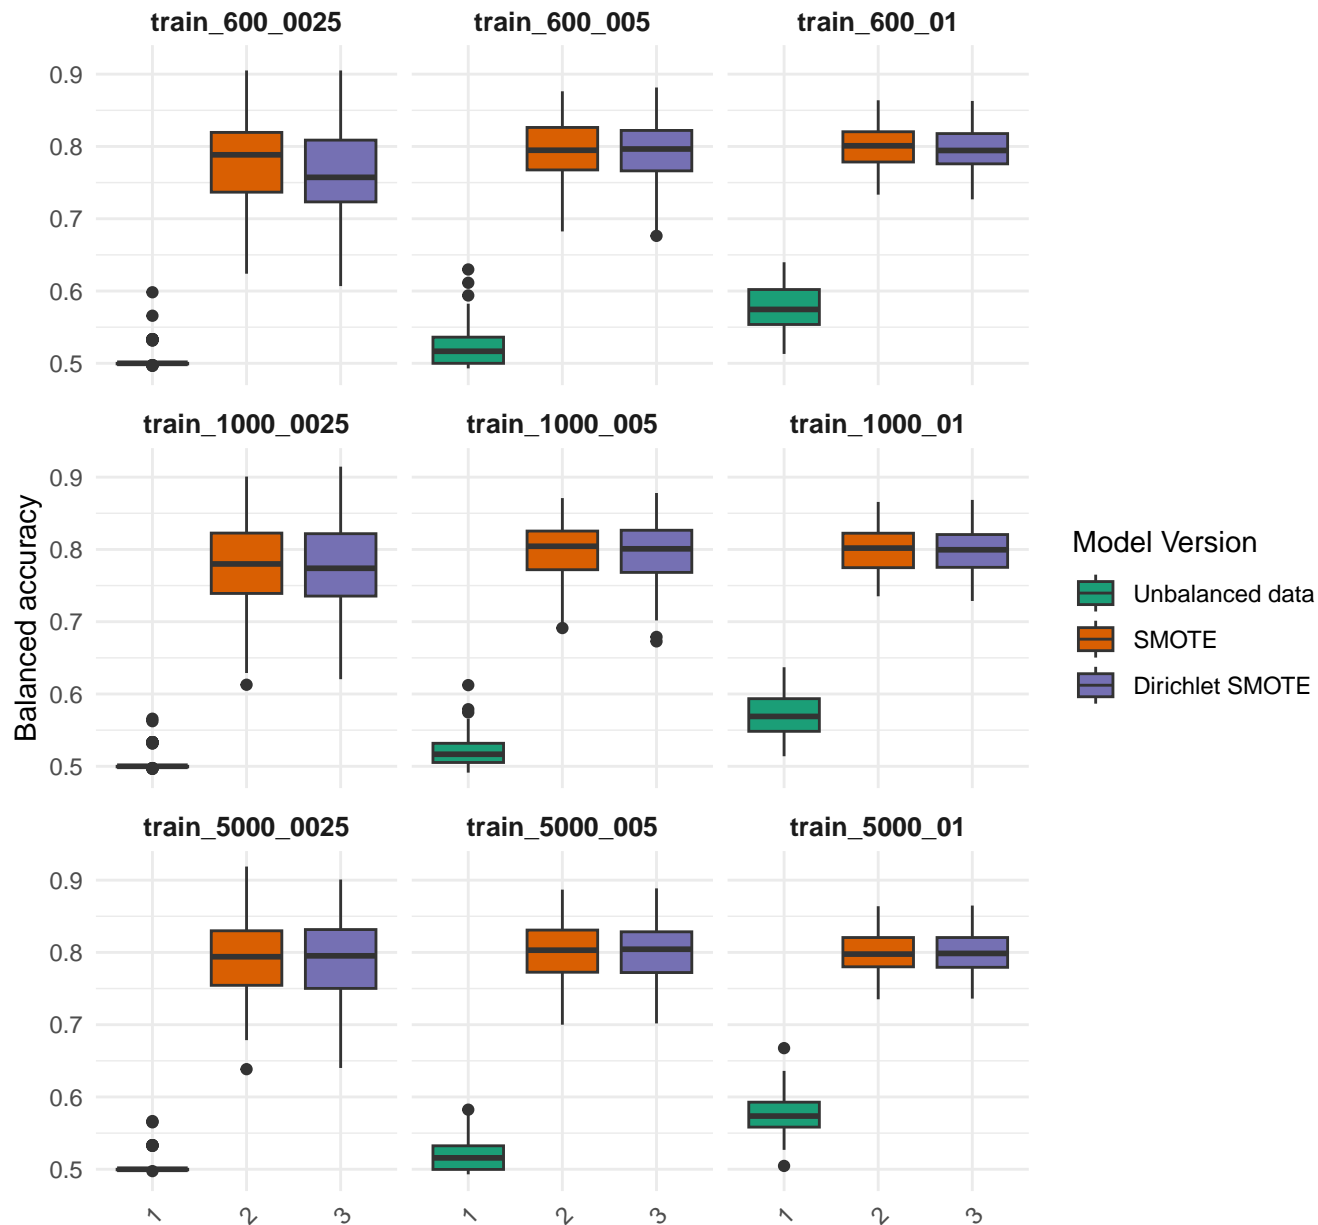 train_600_0025 train_600_005 train_600_01
0.9
0.8
0.7
0.6
0.5
train_1000_0025 train_1000_005 train_1000_01
0.9
0.8
0.7
0.6
0.5
train_5000_0025 train_5000_005 train_5000_01
0.9
0.8
0.7
0.6
0.5
1 2 3 1 2 3 1 2 3
Balanced accuracy
Model Version
Unbalanced data
SMOTE
Dirichlet SMOTE